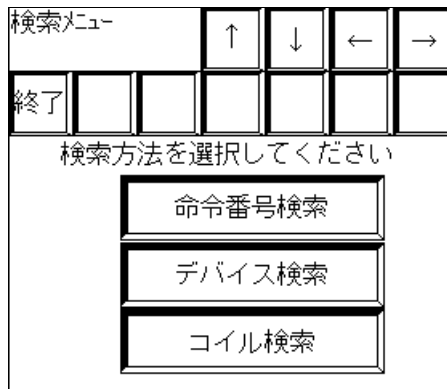 検索ﾒﾆｭｰ ↑ ↓ ← →
終了
検索方法を選択してください
命令番号検索
デバイス検索
コイル検索